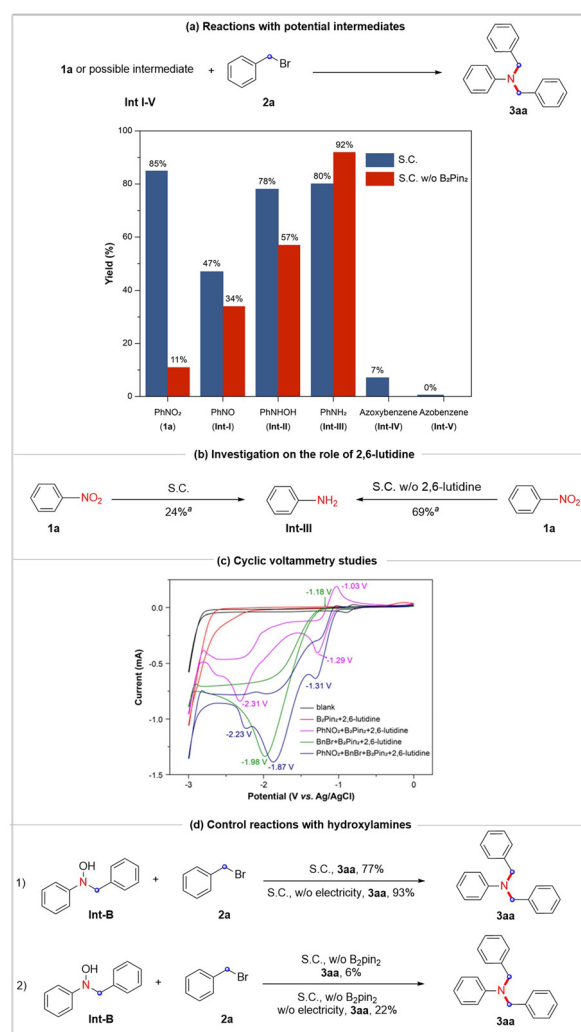 (a) Reactions with potential intermediates
1a or possible intermediate + Br
Int I-V 2a
N
3aa
Yield (%)
100
80
60
40
20
0
85%
11%
47%
34%
78%
57%
80%
92%
7%
0%
S.C.
S.C. w/o B₂Pin₂
PhNO₂ PhNO PhNHOH PhNH₂ Azoxybenzene Azobenzene
(1a) (Int-I) (Int-II) (Int-III) (Int-IV) (Int-V)
(b) Investigation on the role of 2,6-lutidine
NO₂ S.C. NH₂ S.C. w/o 2,6-lutidine NO₂
24%ᵃ 69%ᵃ
1a Int-III 1a
(c) Cyclic voltammetry studies
Current (mA)
0.0
-0.5
-1.0
-1.5
-1.18 V
-1.03 V
-1.29 V
-1.31 V
-2.31 V
-2.23 V
-1.98 V
-1.87 V
blank
B₂Pin₂+2,6-lutidine
PhNO₂+B₂Pin₂+2,6-lutidine
BnBr+B₂Pin₂+2,6-lutidine
PhNO₂+BnBr+B₂Pin₂+2,6-lutidine
-3 -2 -1 0
Potential (V vs. Ag/AgCl)
(d) Control reactions with hydroxylamines
1) OH
N + Br
Int-B 2a
S.C., 3aa, 77%
S.C., w/o electricity, 3aa, 93%
N
3aa
2) OH
N + Br
Int-B 2a
S.C., w/o B₂pin₂
3aa, 6%
S.C., w/o B₂pin₂
w/o electricity, 3aa, 22%
N
3aa